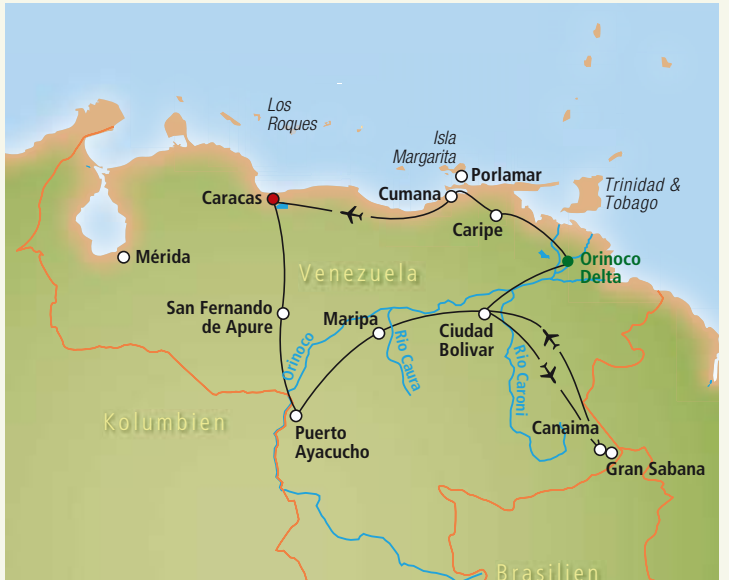 Los
Roques
Isla
Margarita
Porlamar
Trinidad &
Tobago
Caracas
Cumana
Caripe
Mérida
Venezuela
Orinoco
Delta
San Fernando
de Apure
Maripa
Ciudad
Bolivar
Orinoco
Rio Caura
Rio Caroni
Kolumbien
Puerto
Ayacucho
Canaima
Gran Sabana
Brasilien